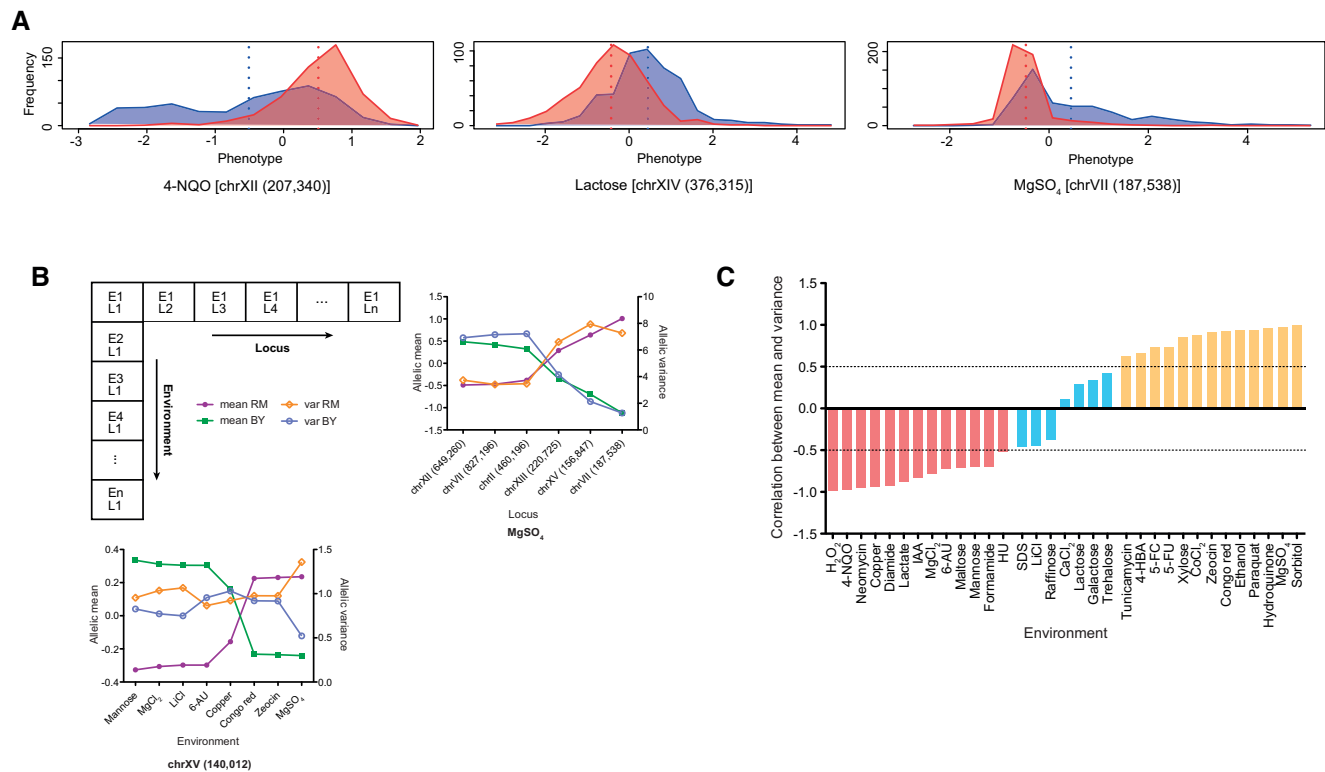 A
Frequency
0
150
-3
-2
-1
0
1
2
Phenotype
4-NQO [chrXII (207,340)]
0
100
-2
0
2
4
Phenotype
Lactose [chrXIV (376,315)]
0
200
-2
0
2
4
Phenotype
MgSO4 [chrVII (187,538)]
B
E1 L1
E1 L2
E1 L3
E1 L4
...
E1 Ln
E2 L1
E3 L1
E4 L1
...
En L1
Locus
Environment
mean RM
var RM
mean BY
var BY
Allelic mean
1.5
1.0
0.5
0.0
-0.5
-1.0
-1.5
10
8
6
4
2
0
Allelic variance
chrXII (649,260)
chrVII (827,196)
chrII (460,196)
chrXIII (220,725)
chrXV (156,847)
chrVII (187,538)
Locus
MgSO4
Allelic mean
0.4
0.2
0.0
-0.2
-0.4
1.5
1.0
0.5
0.0
Allelic variance
Mannose
MgCl2
LiCl
6-AU
Copper
Congo red
Zeocin
MgSO4
Environment
chrXV (140,012)
C
Correlation between mean and variance
1.5
1.0
0.5
0.0
-0.5
-1.0
-1.5
H2O2
4-NQO
Neomycin
Copper
Diamide
Lactate
IAA
MgCl2
6-AU
Maltose
Mannose
Formamide
HU
SDS
LiCl
Raffinose
CaCl2
Lactose
Galactose
Trehalose
Tunicamycin
4-HBA
5-FC
5-FU
Xylose
CoCl2
Zeocin
Congo red
Ethanol
Paraquat
Hydroquinone
MgSO4
Sorbitol
Environment